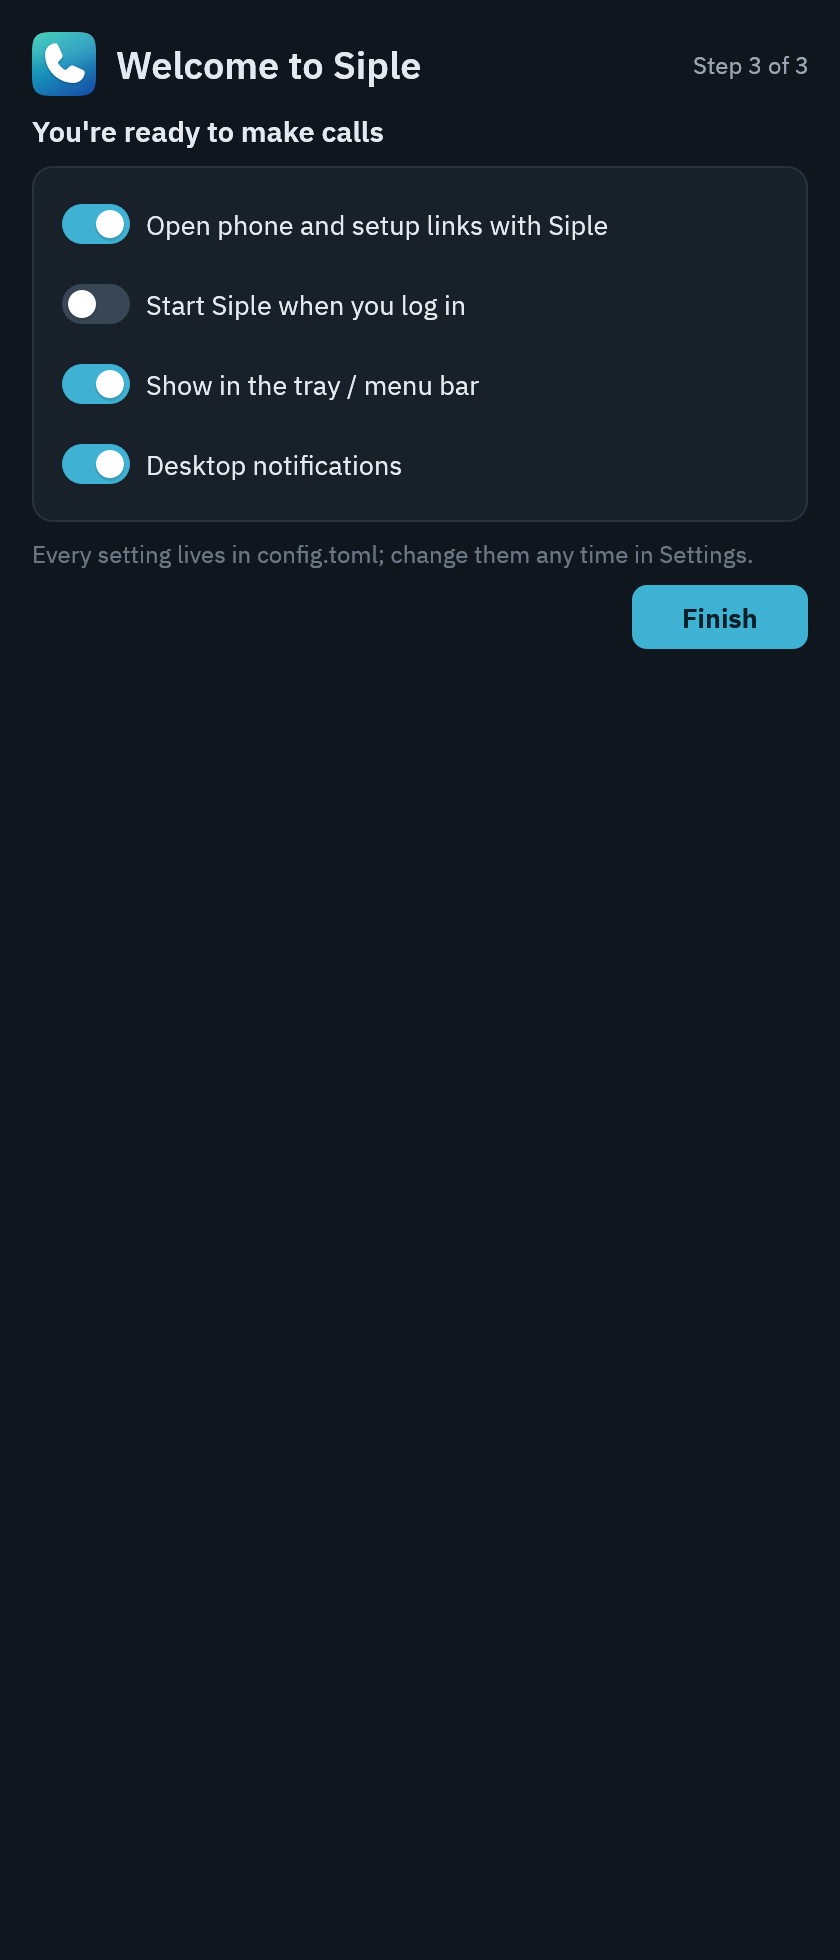 Welcome to Siple
Step 3 of 3
You're ready to make calls
Open phone and setup links with Siple
Start Siple when you log in
Show in the tray / menu bar
Desktop notifications
Every setting lives in config.toml; change them any time in Settings.
Finish